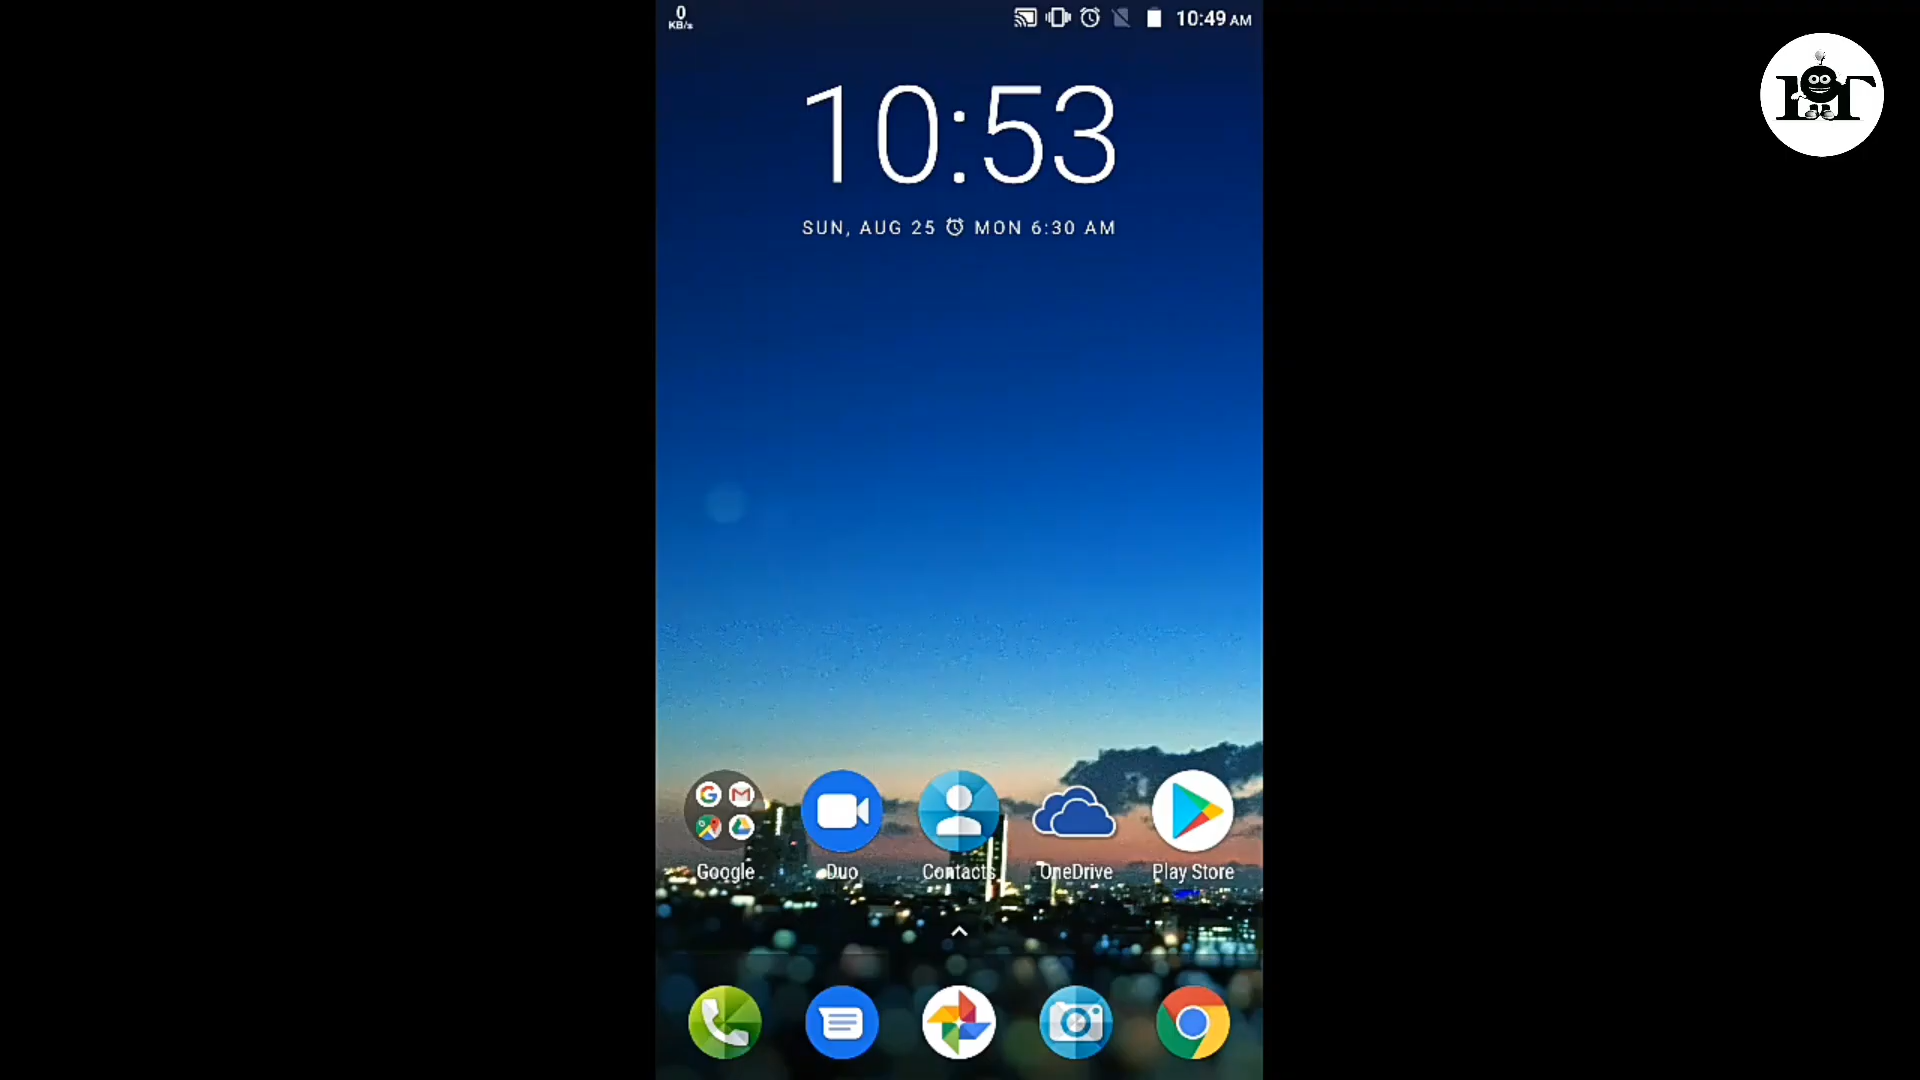 0
KB/s
10:49 AM
10:53
SUN, AUG 25 MON 6:30 AM
Google
Duo
Contacts
OneDrive
Play Store